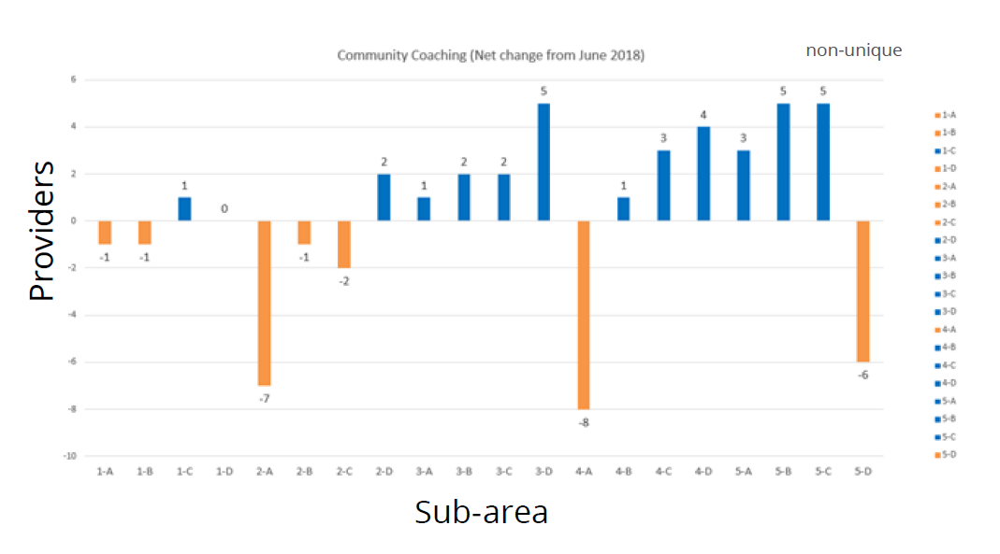 Community Coaching (Net change from June 2018)
non-unique
Providers
6
4
2
0
-2
-4
-6
-8
-10
-1
-1
1
0
-7
-1
-2
2
1
2
2
5
-8
1
3
4
3
5
5
-6
1-A 1-B 1-C 1-D 2-A 2-B 2-C 2-D 3-A 3-B 3-C 3-D 4-A 4-B 4-C 4-D 5-A 5-B 5-C 5-D
Sub-area
1-A
1-B
1-C
1-D
2-A
2-B
2-C
2-D
3-A
3-B
3-C
3-D
4-A
4-B
4-C
4-D
5-A
5-B
5-C
5-D